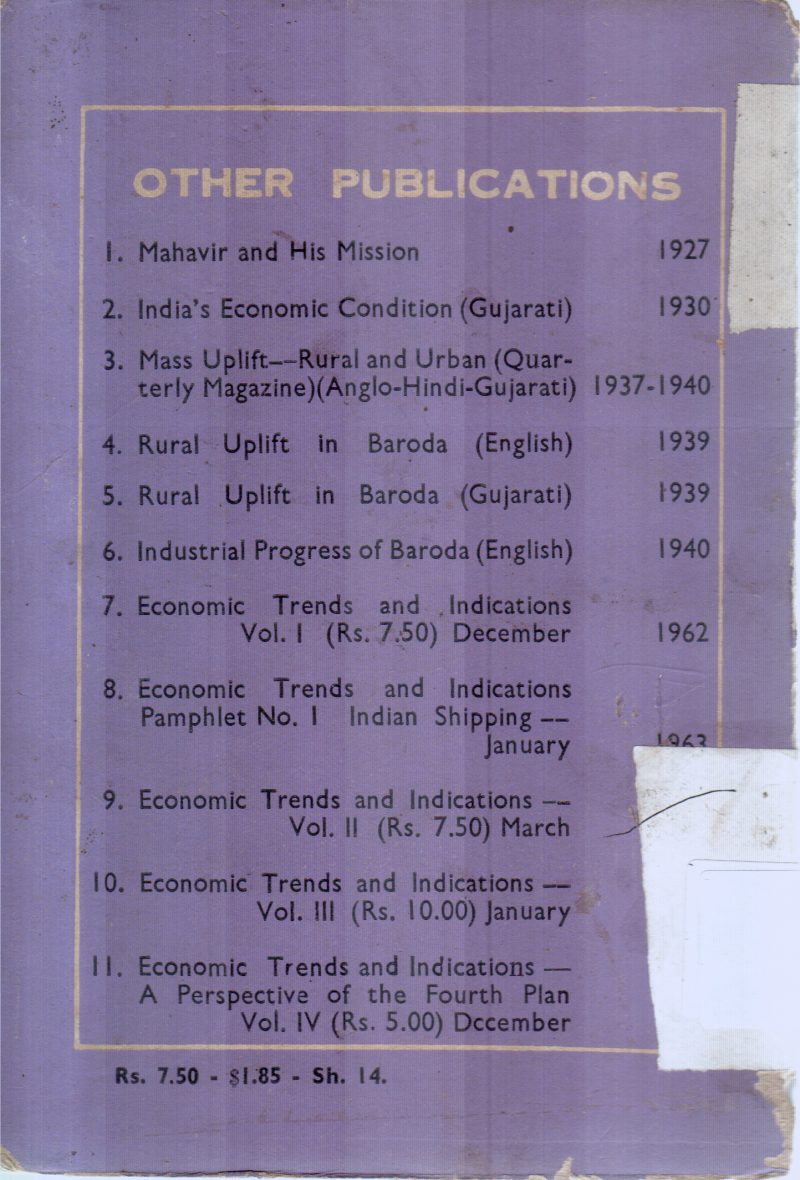 OTHER PUBLICATIONS
1. Mahavir and His Mission 1927
2. India's Economic Condition (Gujarati) 1930
3. Mass Uplift--Rural and Urban (Quar-
terly Magazine)(Anglo-Hindi-Gujarati) 1937-1940
4. Rural Uplift in Baroda (English) 1939
5. Rural Uplift in Baroda (Gujarati) 1939
6. Industrial Progress of Baroda (English) 1940
7. Economic Trends and Indications
Vol. I (Rs. 7.50) December 1962
8. Economic Trends and Indications
Pamphlet No. 1 Indian Shipping --
January 1963
9. Economic Trends and Indications --
Vol. II (Rs. 7.50) March
10. Economic Trends and Indications —
Vol. III (Rs. 10.00) January
11. Economic Trends and Indications —
A Perspective of the Fourth Plan
Vol. IV (Rs. 5.00) Dccember
Rs. 7.50 - $1.85 - Sh. 14.